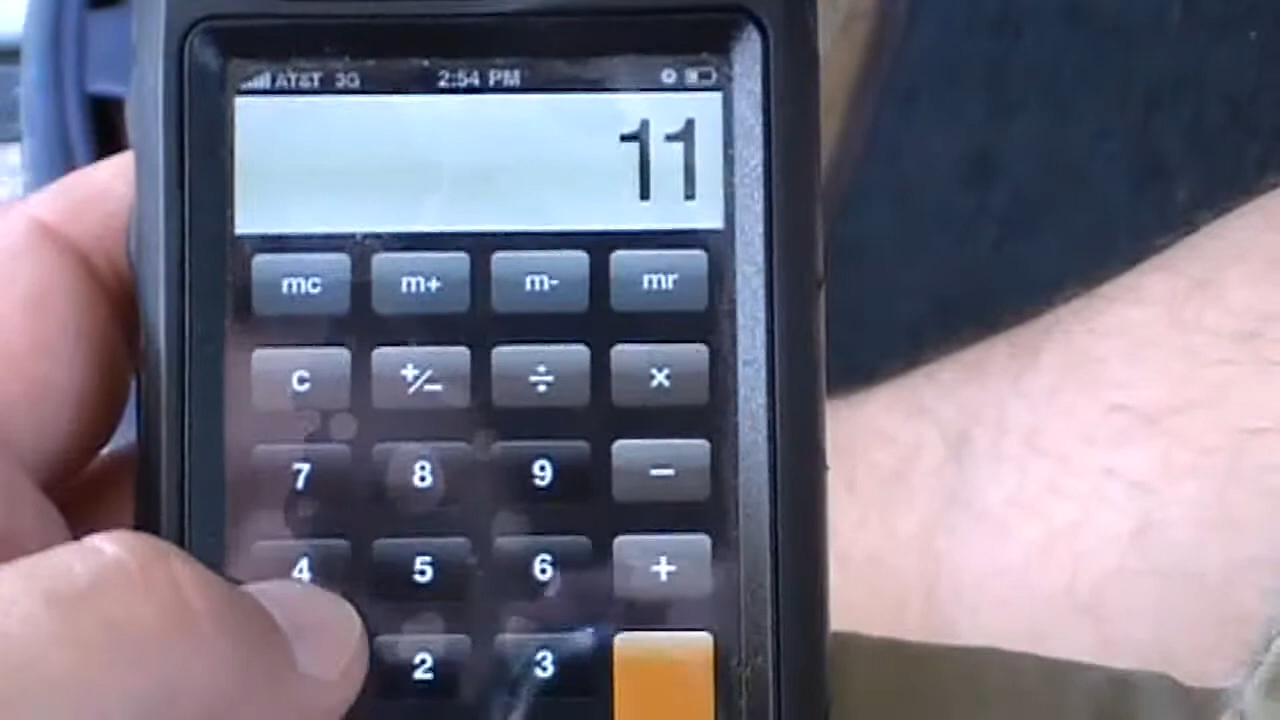 AT&T 3G 2:54 PM
11
mc m+ m- mr
c +/− ÷ ×
7 8 9 −
4 5 6 +
2 3